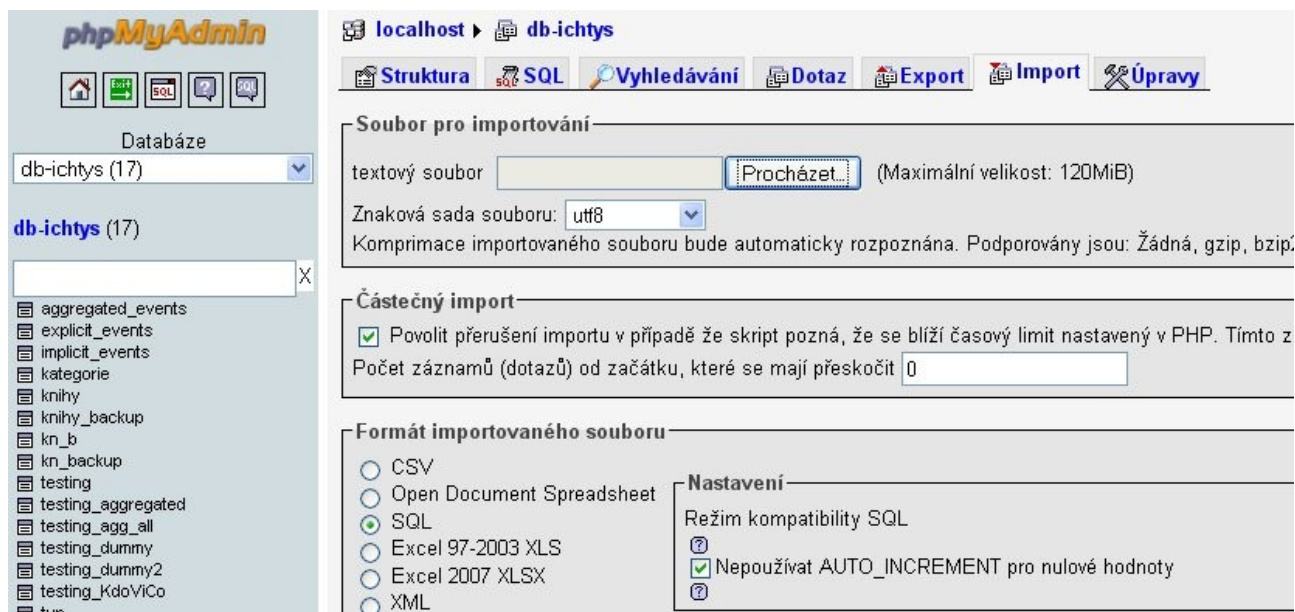 phpMyAdmin
Databáze
db-ichtys (17)
db-ichtys (17)
X
aggregated_events
explicit_events
implicit_events
kategorie
knihy
knihy_backup
kn_b
kn_backup
testing
testing_aggregated
testing_agg_all
testing_dummy
testing_dummy2
testing_KdoViCo
localhost db-ichtys
Struktura SQL Vyhledávání Dotaz Export Import Úpravy
Soubor pro importování
textový soubor Procházet... (Maximální velikost: 120MiB)
Znaková sada souboru: utf8
Komprimace importovaného souboru bude automaticky rozpoznána. Podporovány jsou: Žádná, gzip, bzip2
Částečný import
Povolit přerušení importu v případě že skript pozná, že se blíží časový limit nastavený v PHP. Tímto z
Počet záznamů (dotazů) od začátku, které se mají přeskočit 0
Formát importovaného souboru
CSV
Open Document Spreadsheet
SQL
Excel 97-2003 XLS
Excel 2007 XLSX
XML
Nastavení
Režim kompatibility SQL
Nepoužívat AUTO_INCREMENT pro nulové hodnoty